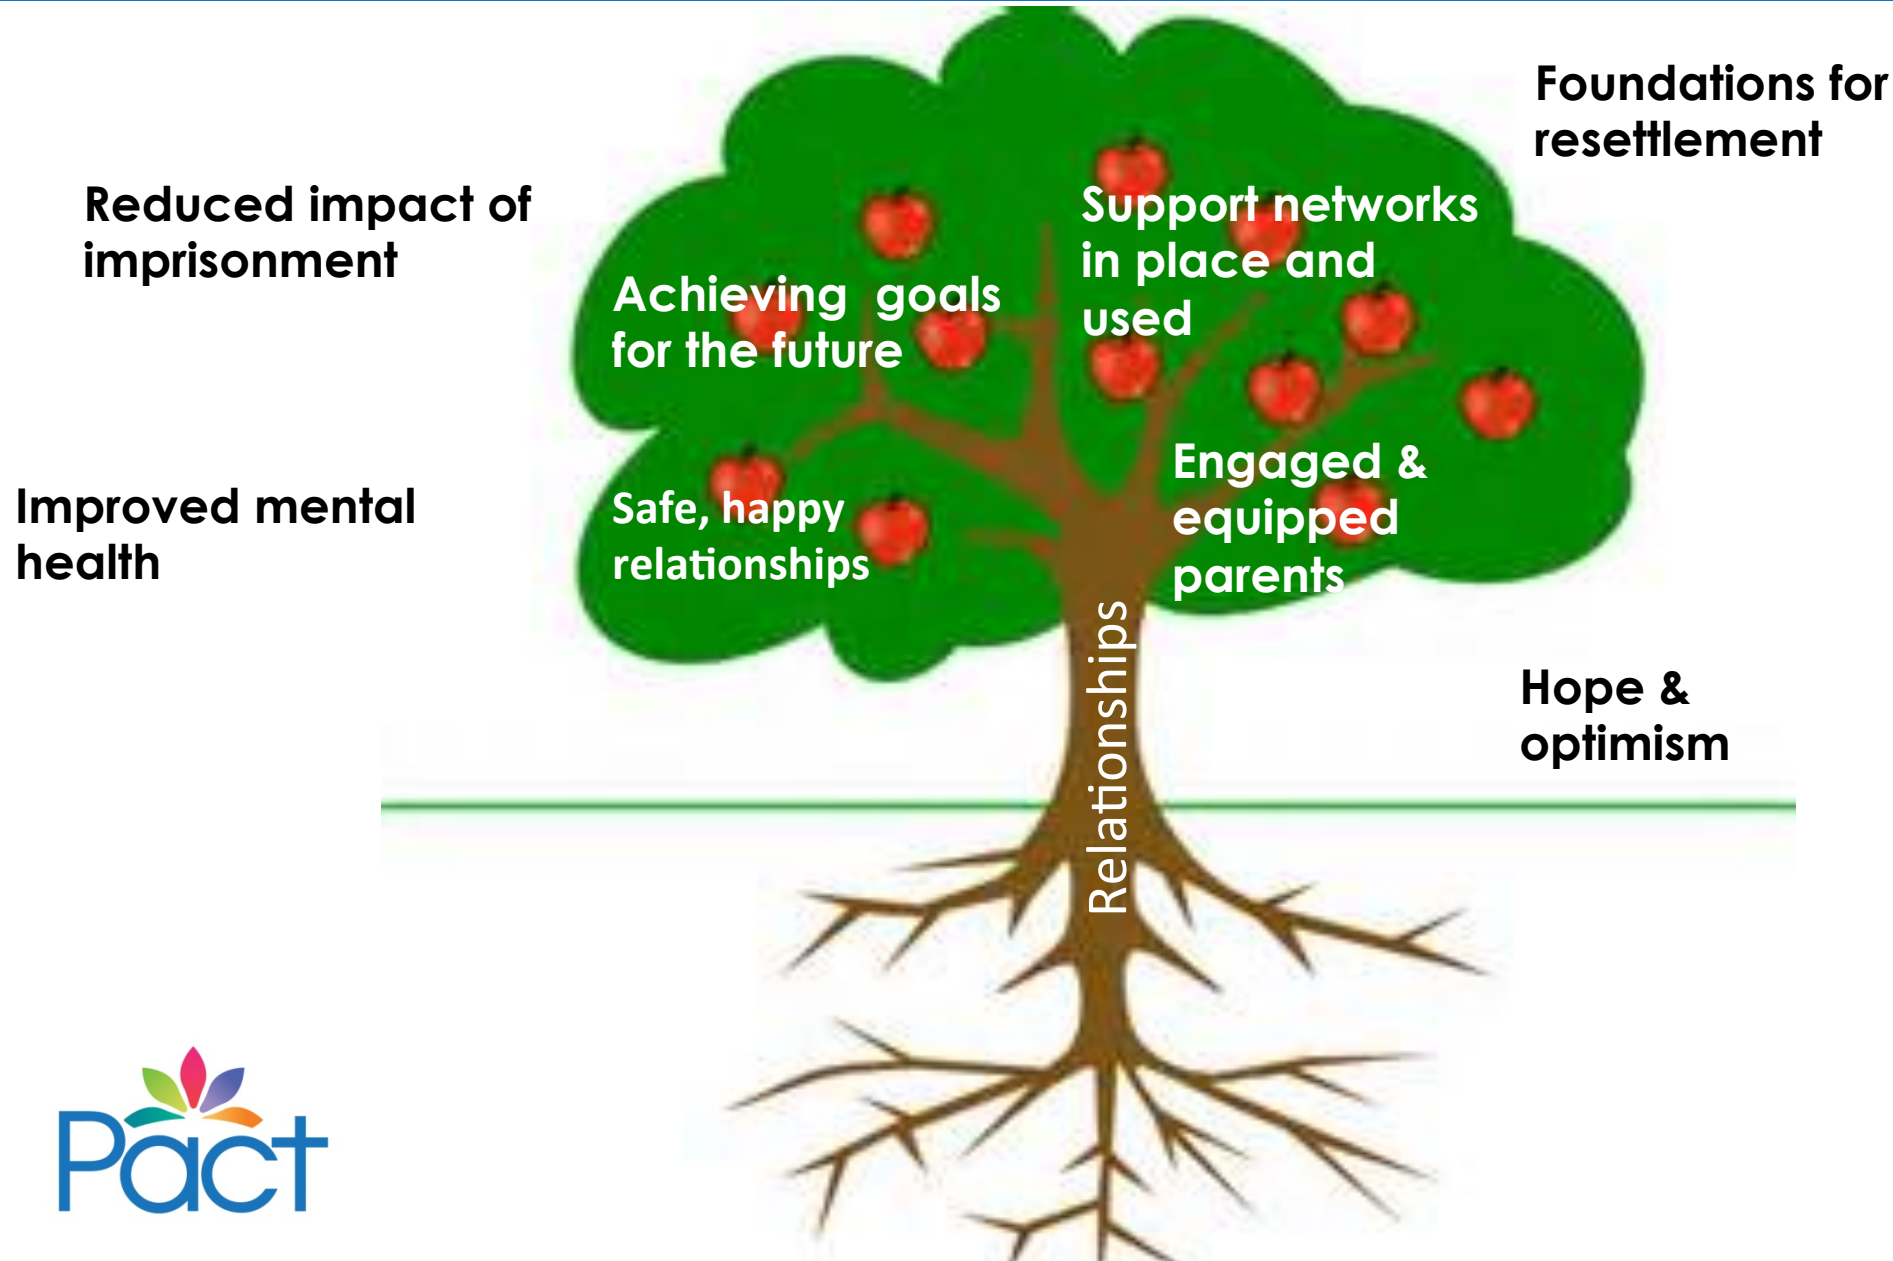 Foundations for
resettlement
Reduced impact of
imprisonment
Support networks
in place and
used
Achieving  goals
for the future
Engaged &
equipped
parents
Improved mental
health
Safe, happy
relationships
Relationships
Hope &
optimism
Pact